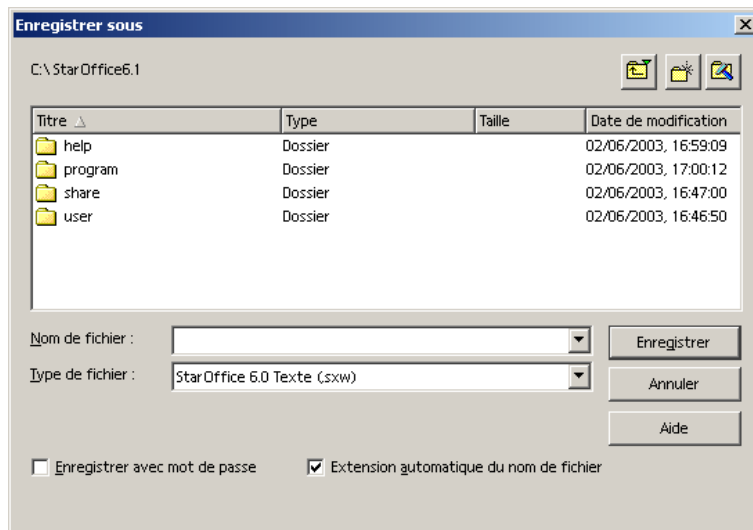 Enregistrer sous
C:\StarOffice6.1
Titre Type Taille Date de modification
help Dossier 02/06/2003, 16:59:09
program Dossier 02/06/2003, 17:00:12
share Dossier 02/06/2003, 16:47:00
user Dossier 02/06/2003, 16:46:50
Nom de fichier : Enregistrer
Type de fichier : StarOffice 6.0 Texte (.sxw) Annuler
Aide
Enregistrer avec mot de passe Extension automatique du nom de fichier